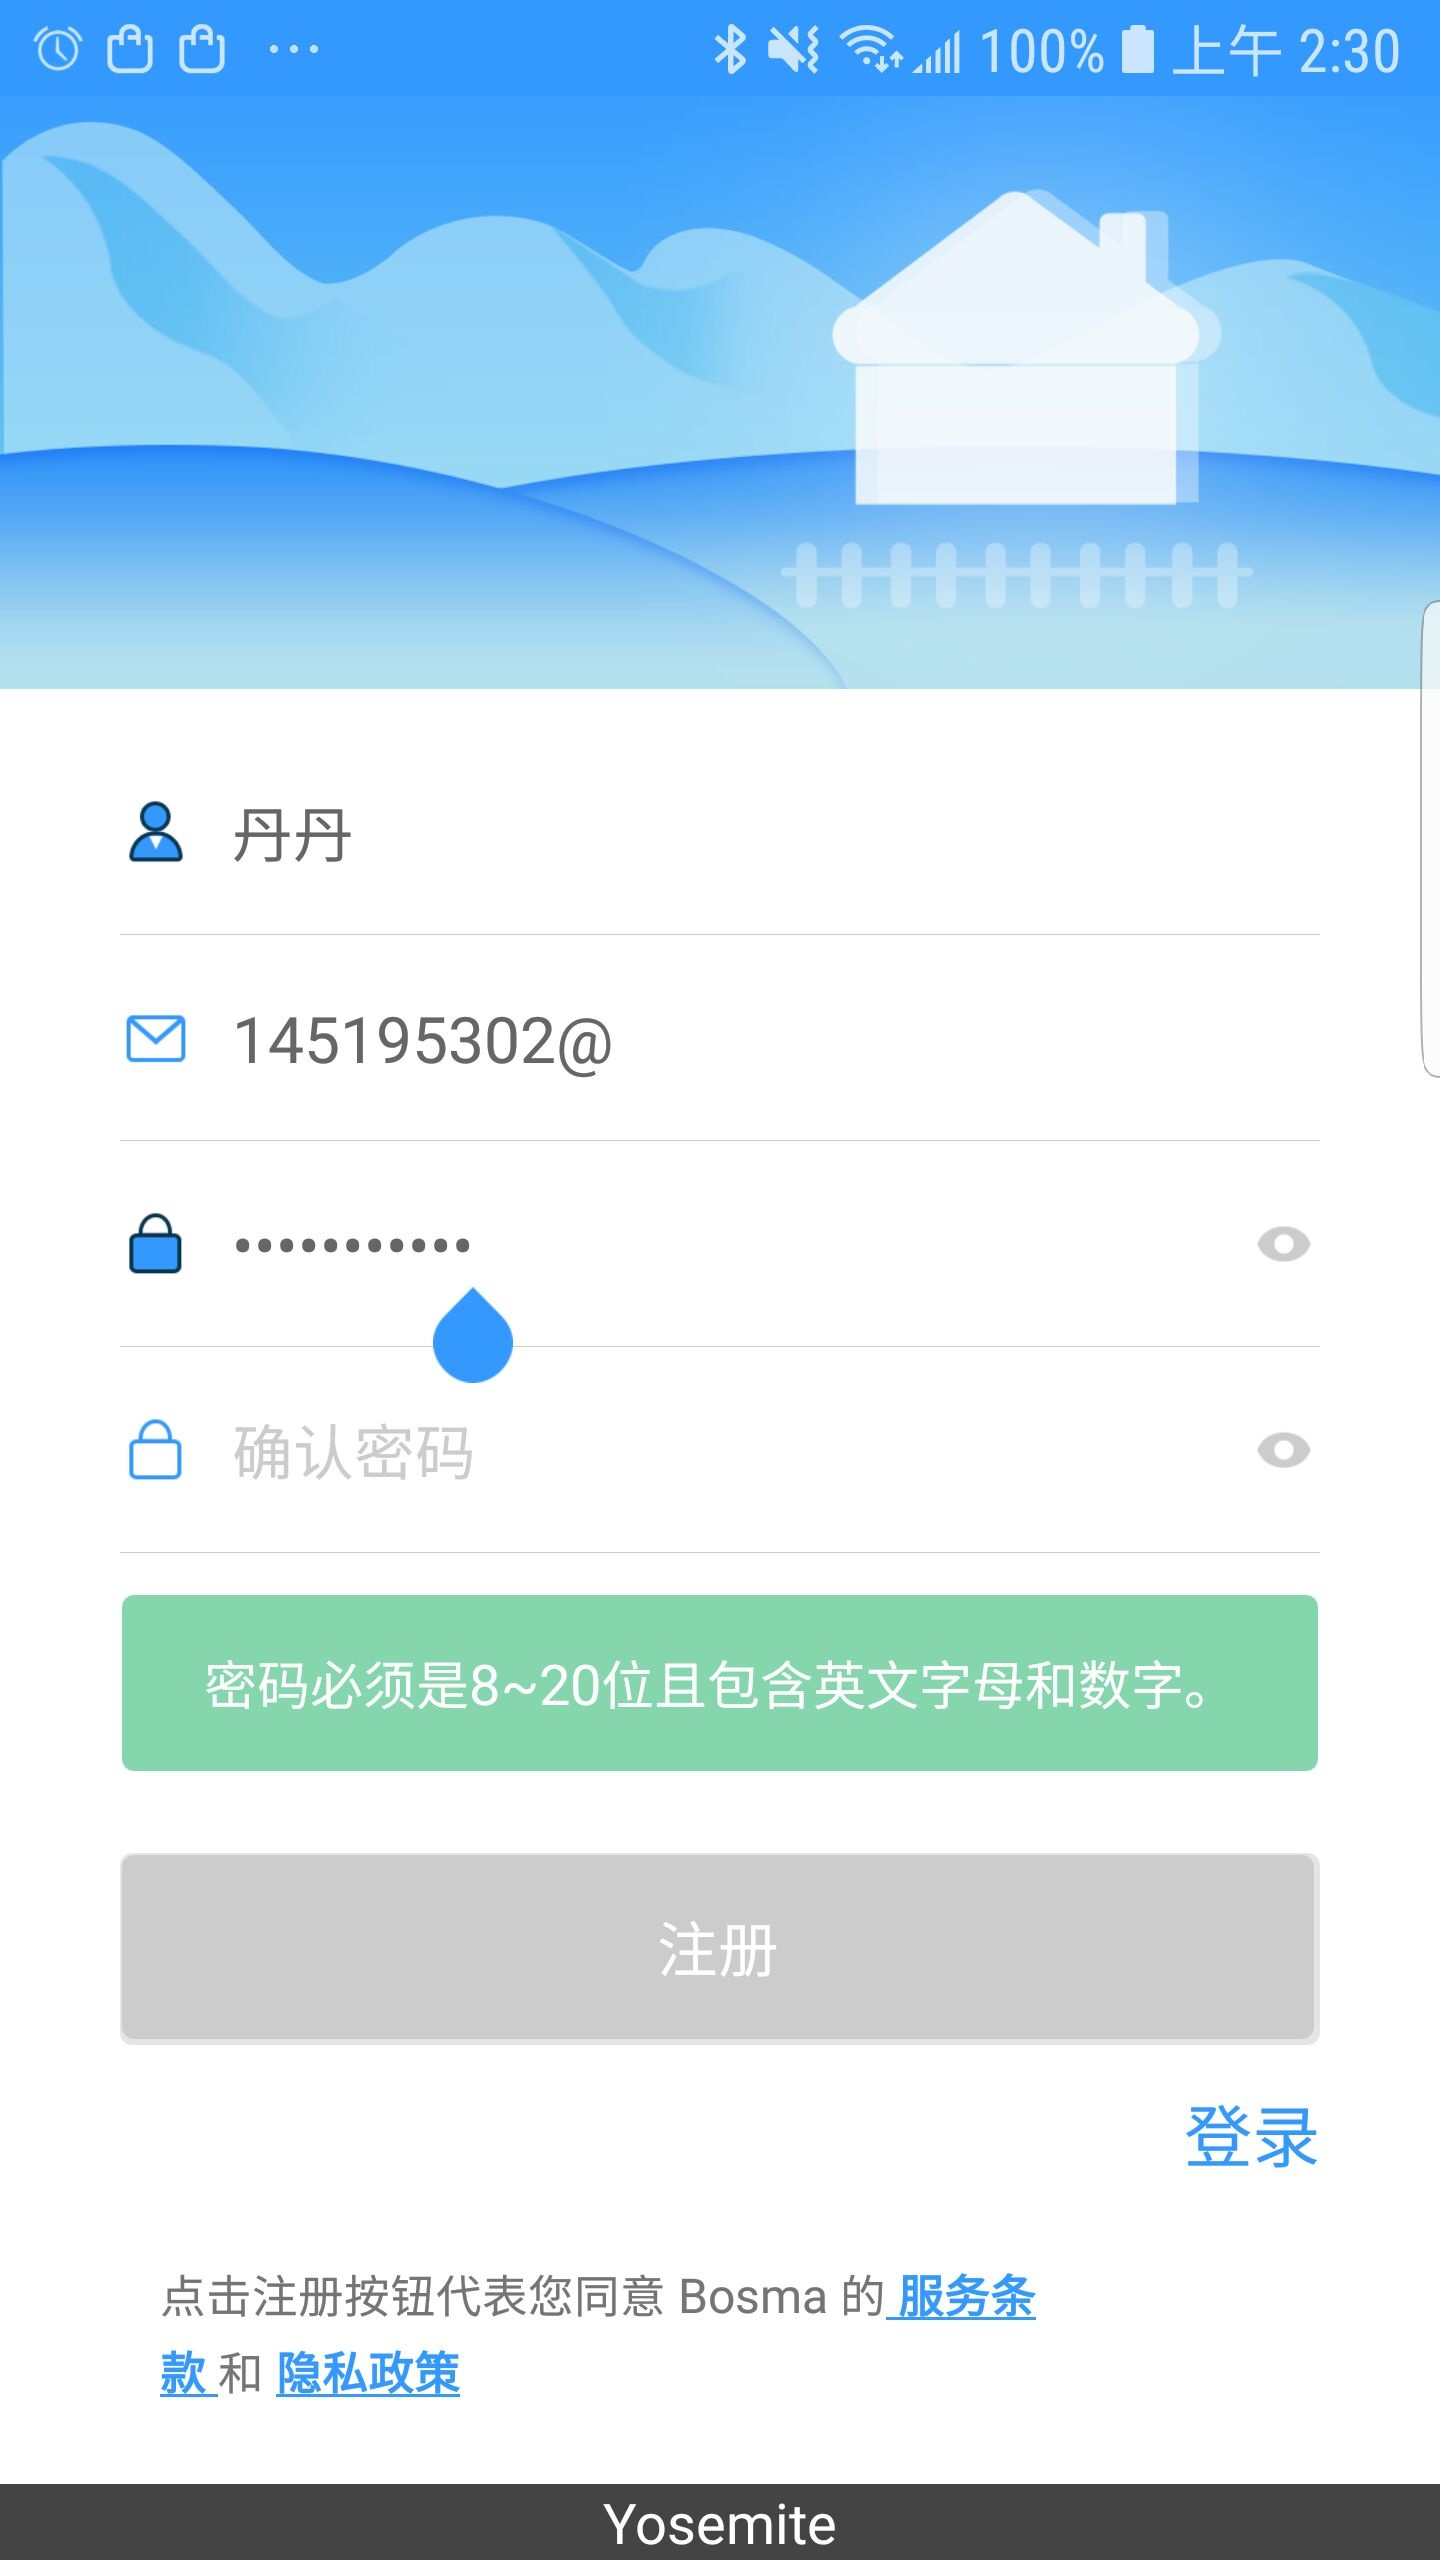 100% 上午 2:30
丹丹
145195302@
•••••••••••
确认密码
密码必须是8~20位且包含英文字母和数字。
注册
登录
点击注册按钮代表您同意 Bosma 的 服务条
款 和 隐私政策
Yosemite